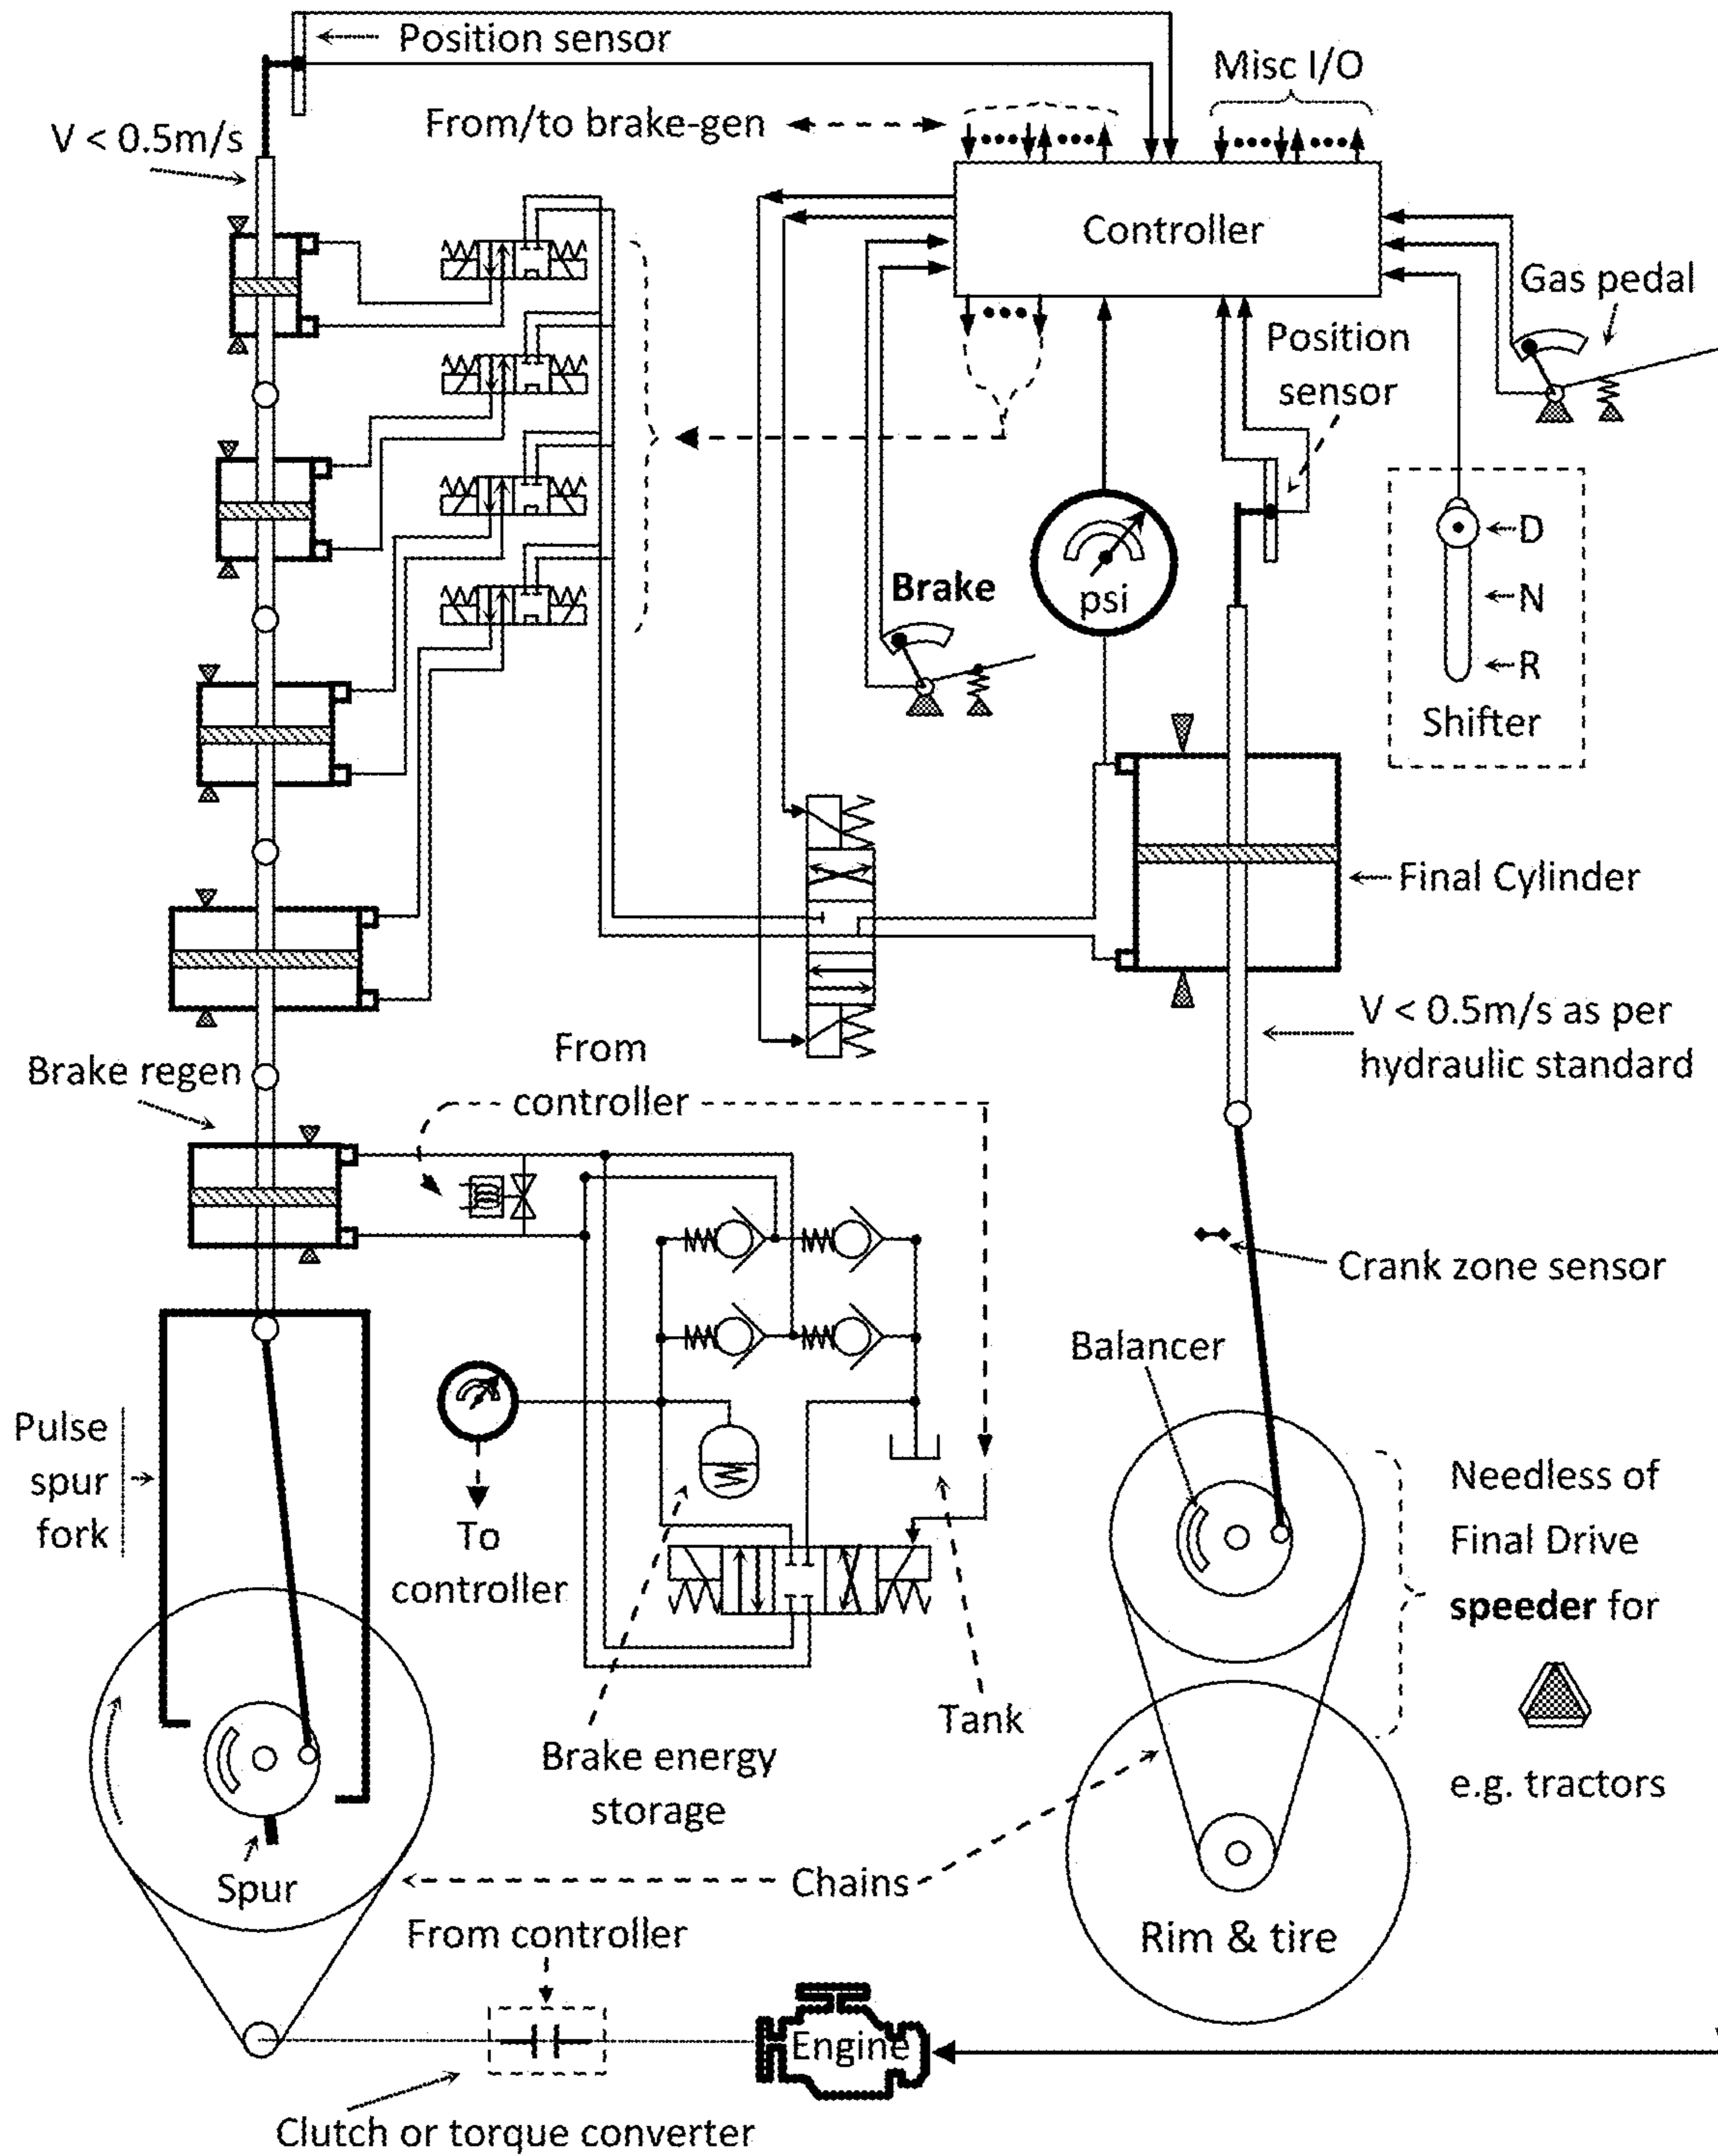 Position sensor
Misc I/O
From/to brake-gen
V < 0.5m/s
Controller
Gas pedal
Position
sensor
D
Brake
psi
N
R
Shifter
Final Cylinder
V < 0.5m/s as per
hydraulic standard
From
controller
Brake regen
Crank zone sensor
Balancer
Pulse
spur
fork
To
controller
Needless of
Final Drive
speeder for
e.g. tractors
Tank
Brake energy
storage
Spur
Chains
Rim & tire
From controller
Engine
Clutch or torque converter